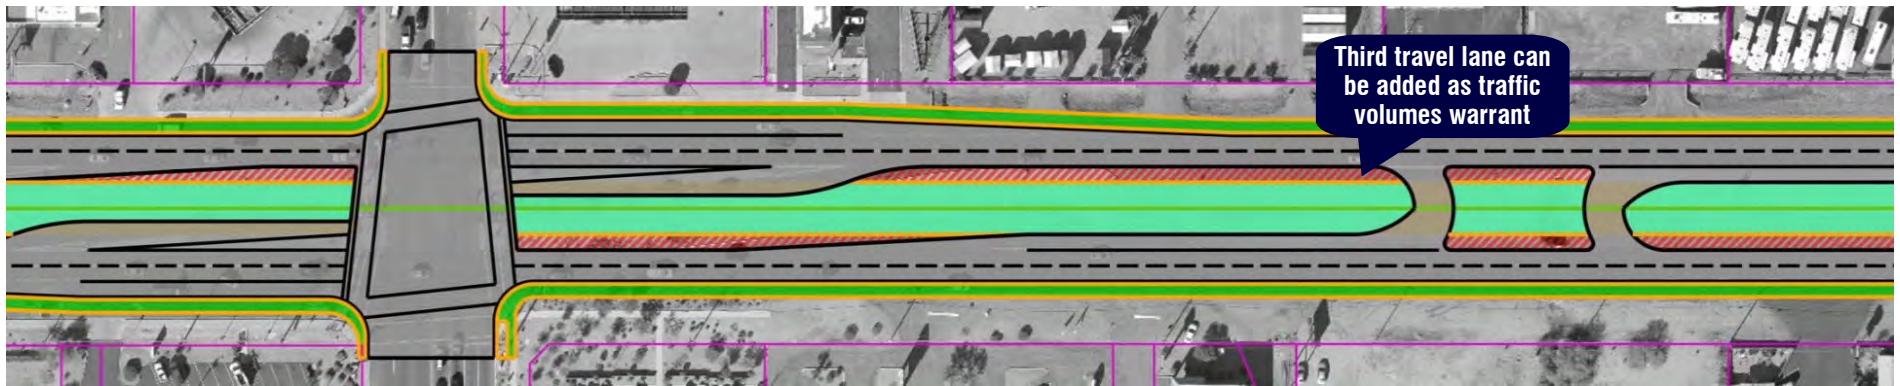 Third travel lane can
be added as traffic
volumes warrant